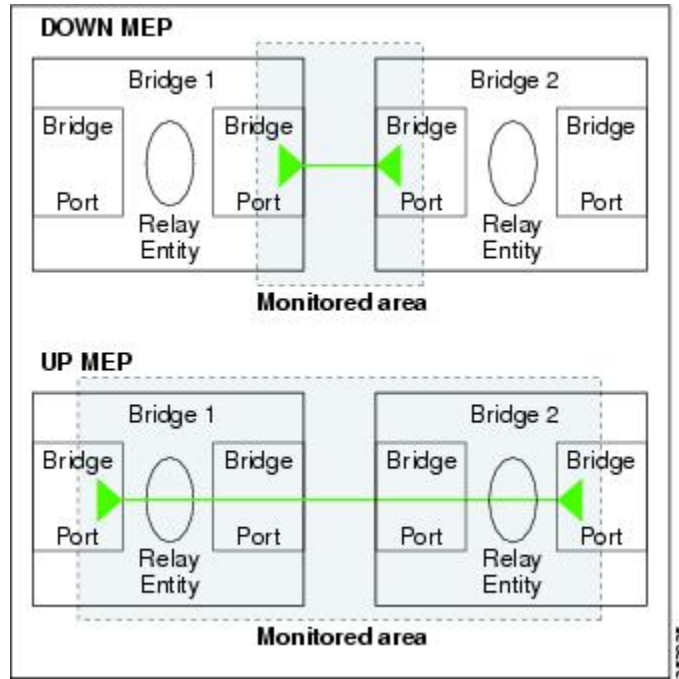 DOWN MEP
Bridge 1
Bridge 2
Bridge
Bridge
Bridge
Bridge
Port
Port
Port
Port
Relay
Entity
Relay
Entity
Monitored area
UP MEP
Bridge 1
Bridge 2
Bridge
Bridge
Bridge
Bridge
Port
Port
Port
Port
Relay
Entity
Relay
Entity
Monitored area